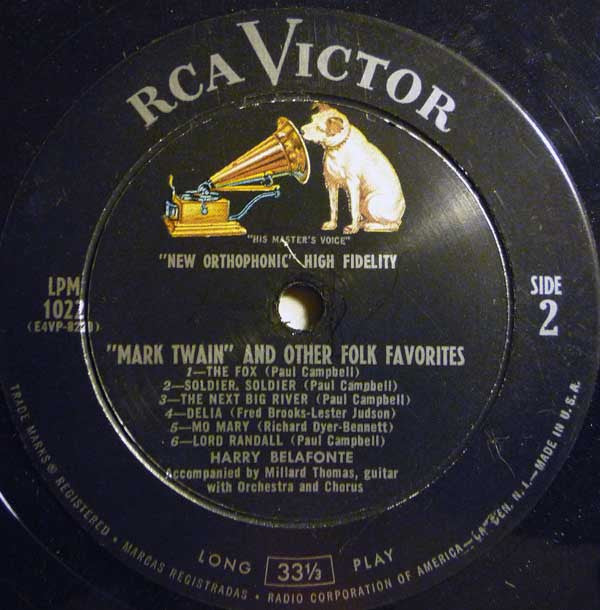 RCA VICTOR
"HIS MASTER'S VOICE"
"NEW ORTHOPHONIC" HIGH FIDELITY
LPM
1022
SIDE
2
"MARK TWAIN" AND OTHER FOLK FAVORITES
1—THE FOX (Paul Campbell)
2—SOLDIER, SOLDIER (Paul Campbell)
3—THE NEXT BIG RIVER (Paul Campbell)
4—DELIA (Fred Brooks-Lester Judson)
5—MO MARY (Richard Dyer-Bennett)
6—LORD RANDALL (Paul Campbell)
HARRY BELAFONTE
Accompanied by Millard Thomas, guitar
with Orchestra and Chorus
LONG 33⅓ PLAY
TRADE MARKS ® REGISTERED • MARCAS REGISTRADAS • RADIO CORPORATION OF AMERICA—CAMDEN, N. J.—MADE IN U.S.A.